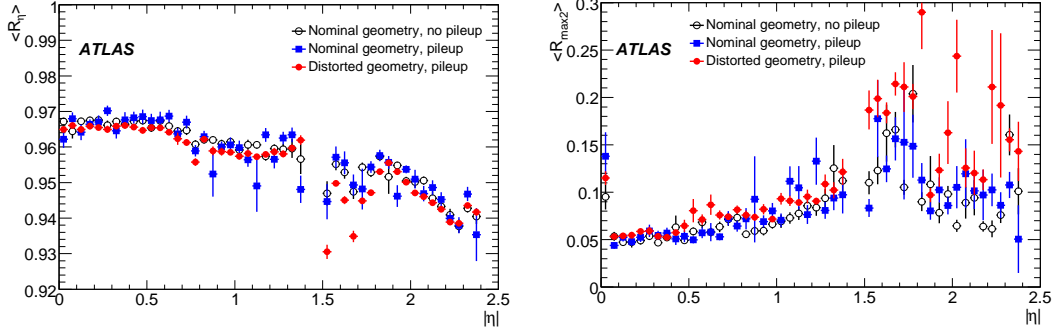 <R_η>
1
0.99
0.98
0.97
0.96
0.95
0.94
0.93
0.92
0 0.5 1 1.5 2 2.5
|η|
ATLAS
Nominal geometry, no pileup
Nominal geometry, pileup
Distorted geometry, pileup
<R_max2>
0.3
0.25
0.2
0.15
0.1
0.05
0
0 0.5 1 1.5 2 2.5
|η|
ATLAS
Nominal geometry, no pileup
Nominal geometry, pileup
Distorted geometry, pileup